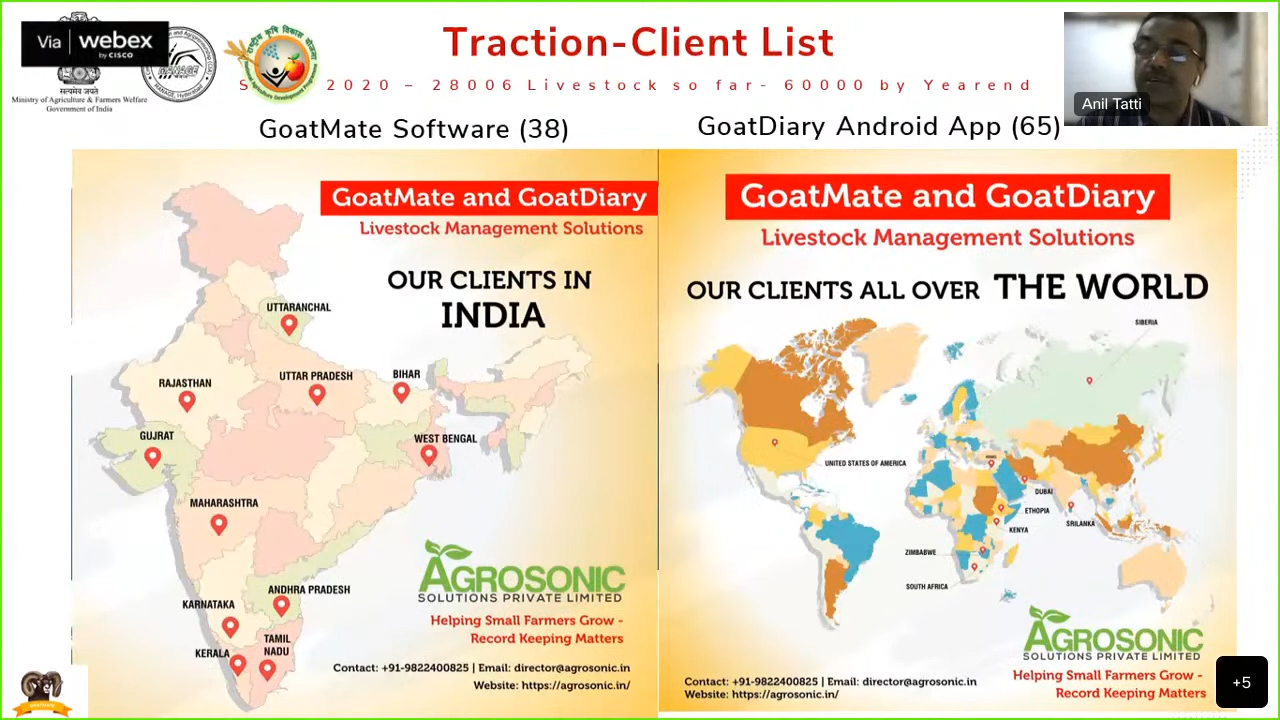 Via webex
by CISCO
सत्यमेव जयते
Ministry of Agriculture & Farmers Welfare
Government of India
MANAGE
Traction-Client List
2020 – 28006 Livestock so far- 60000 by Yearend
Anil Tatti
GoatMate Software (38)
GoatDiary Android App (65)
GoatMate and GoatDiary
Livestock Management Solutions
OUR CLIENTS IN
INDIA
UTTARANCHAL
RAJASTHAN
UTTAR PRADESH
BIHAR
GUJRAT
WEST BENGAL
MAHARASHTRA
ANDHRA PRADESH
KARNATAKA
TAMIL
NADU
KERALA
AGROSONIC
SOLUTIONS PRIVATE LIMITED
Helping Small Farmers Grow -
Record Keeping Matters
Contact: +91-9822400825 | Email: director@agrosonic.in
Website: https://agrosonic.in/
GoatMate and GoatDiary
Livestock Management Solutions
OUR CLIENTS ALL OVER THE WORLD
SIBERIA
UNITED STATES OF AMERICA
DUBAI
ETHOPIA
SRILANKA
KENYA
ZIMBABWE
SOUTH AFRICA
AGROSONIC
SOLUTIONS PRIVATE LIMITED
Helping Small Farmers Grow -
Record Keeping Matters
Contact: +91-9822400825 | Email: director@agrosonic.in
Website: https://agrosonic.in/
+5